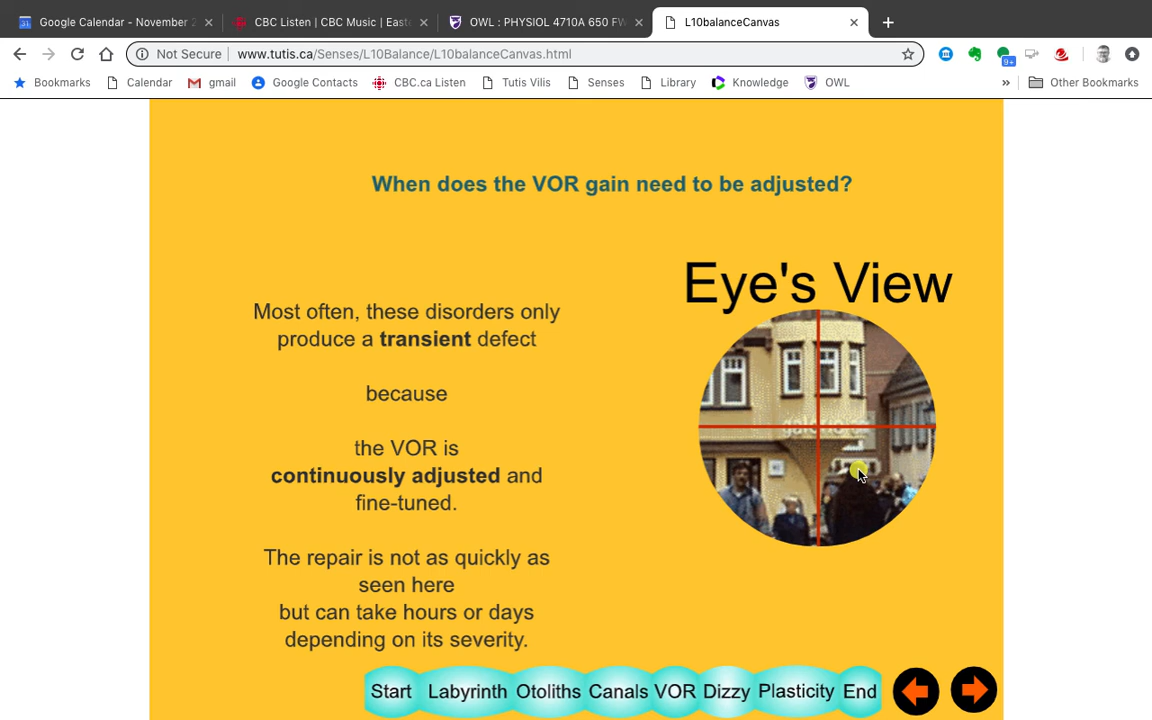 Google Calendar - November 2
CBC Listen | CBC Music | Easte
OWL : PHYSIOL 4710A 650 FW
L10balanceCanvas
Not Secure
www.tutis.ca/Senses/L10Balance/L10balanceCanvas.html
9+
Bookmarks
Calendar
gmail
Google Contacts
CBC.ca Listen
Tutis Vilis
Senses
Library
Knowledge
OWL
»
Other Bookmarks
When does the VOR gain need to be adjusted?
Eye's View
Most often, these disorders only
produce a transient defect
because
the VOR is
continuously adjusted and
fine-tuned.
The repair is not as quickly as
seen here
but can take hours or days
depending on its severity.
Start
Labyrinth
Otoliths
Canals
VOR
Dizzy
Plasticity
End